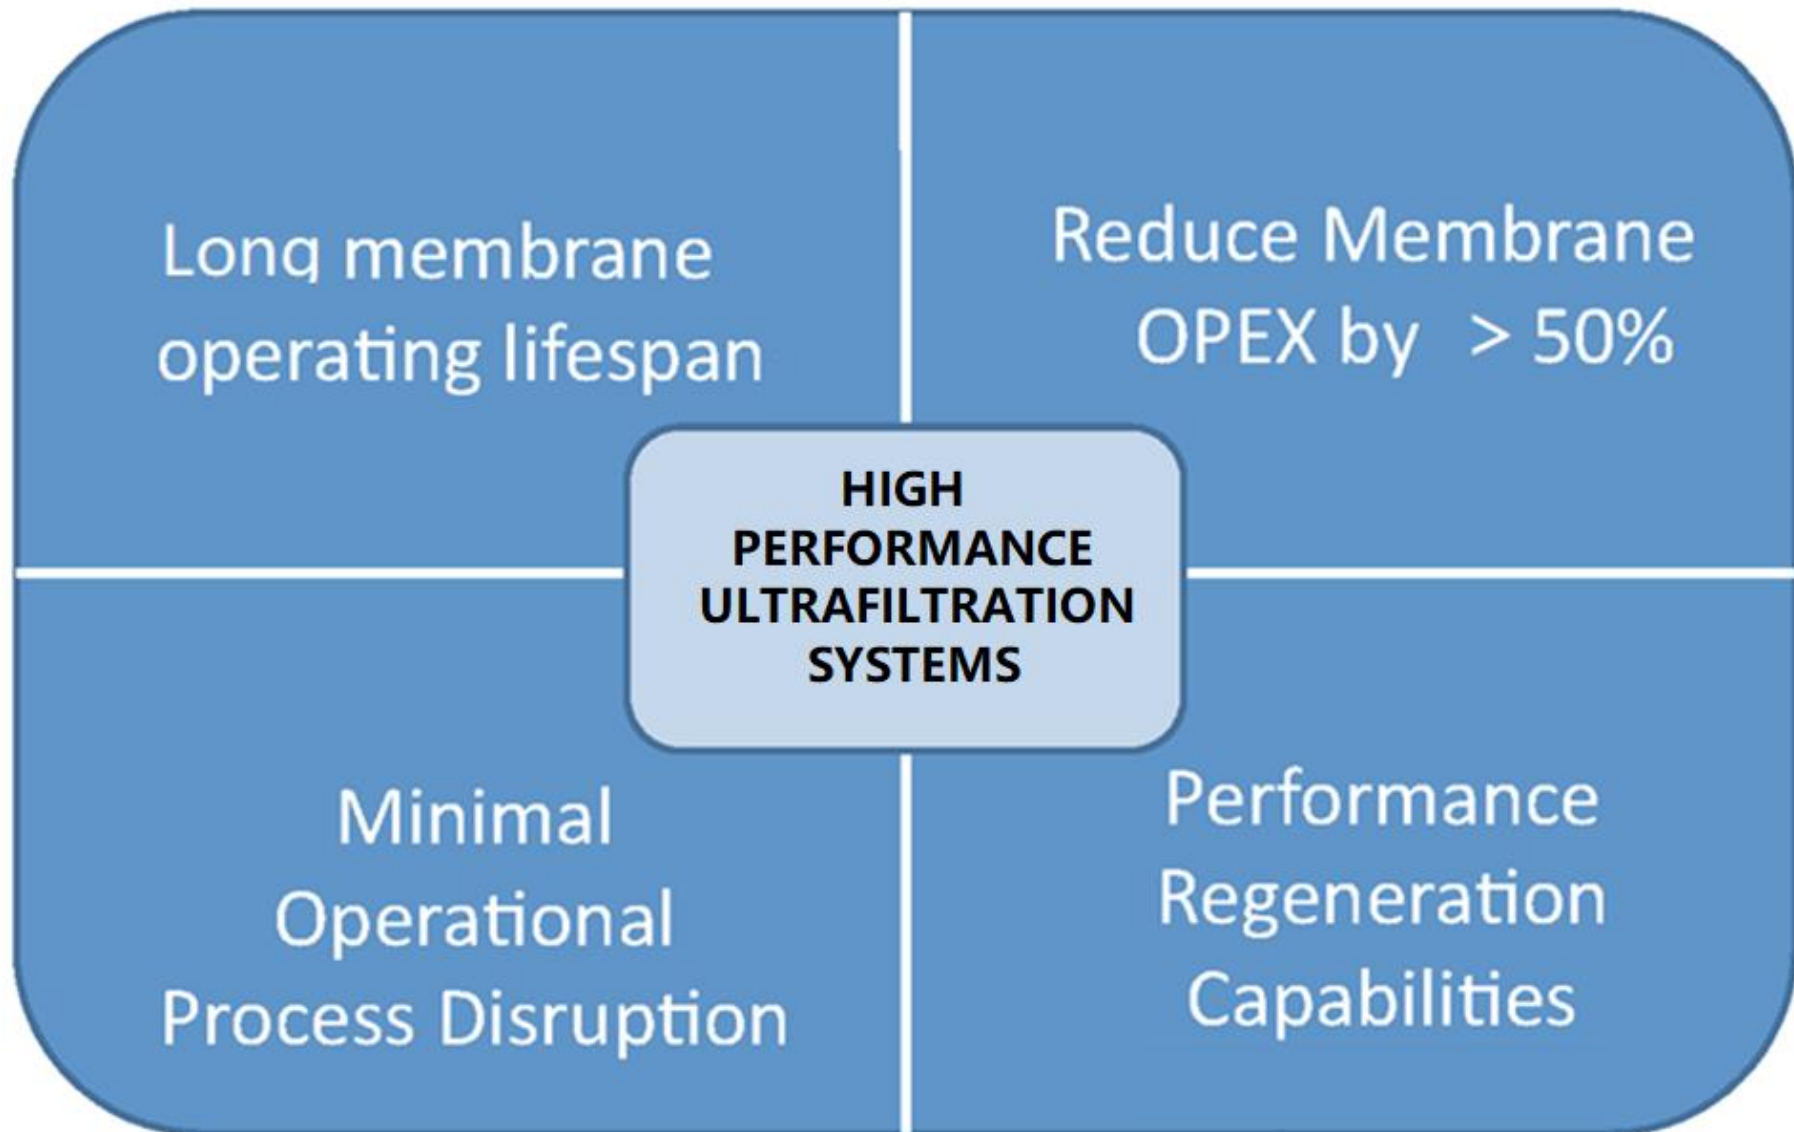 Long membrane
operating lifespan
Reduce Membrane
OPEX by > 50%
HIGH
PERFORMANCE
ULTRAFILTRATION
SYSTEMS
Minimal
Operational
Process Disruption
Performance
Regeneration
Capabilities